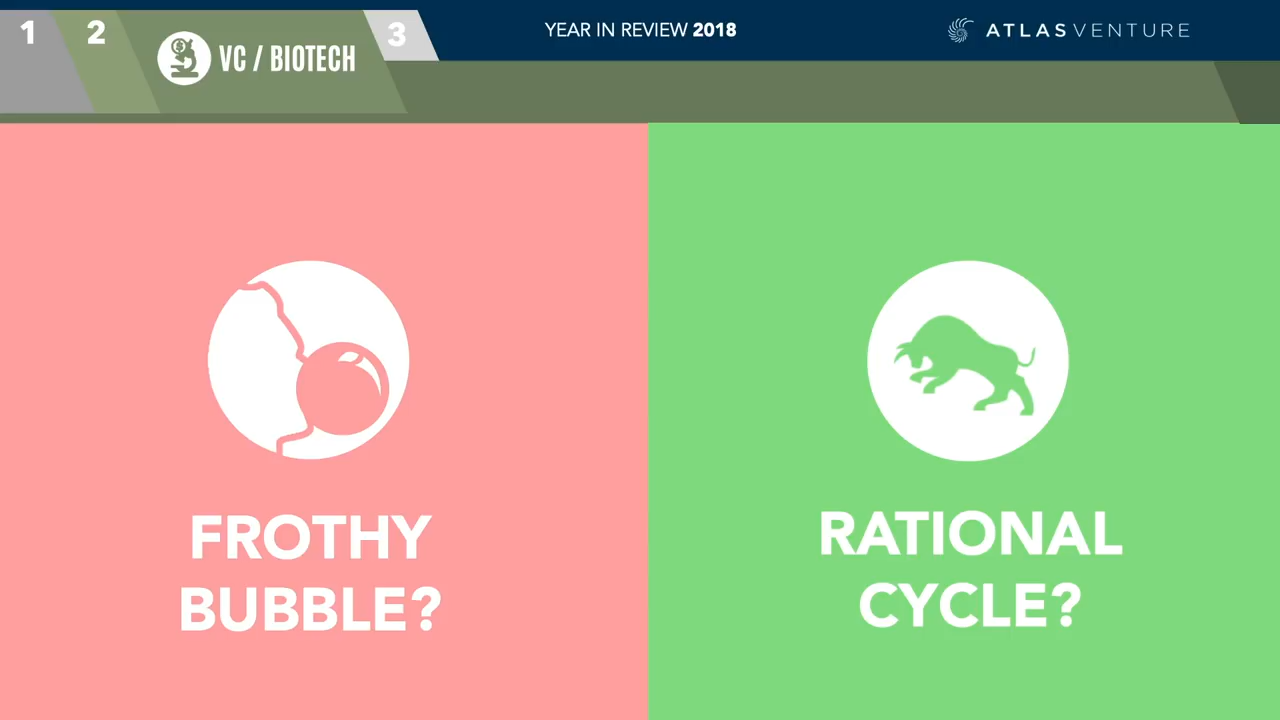 1
2
VC / BIOTECH
3
YEAR IN REVIEW 2018
ATLAS VENTURE
FROTHY
BUBBLE?
RATIONAL
CYCLE?